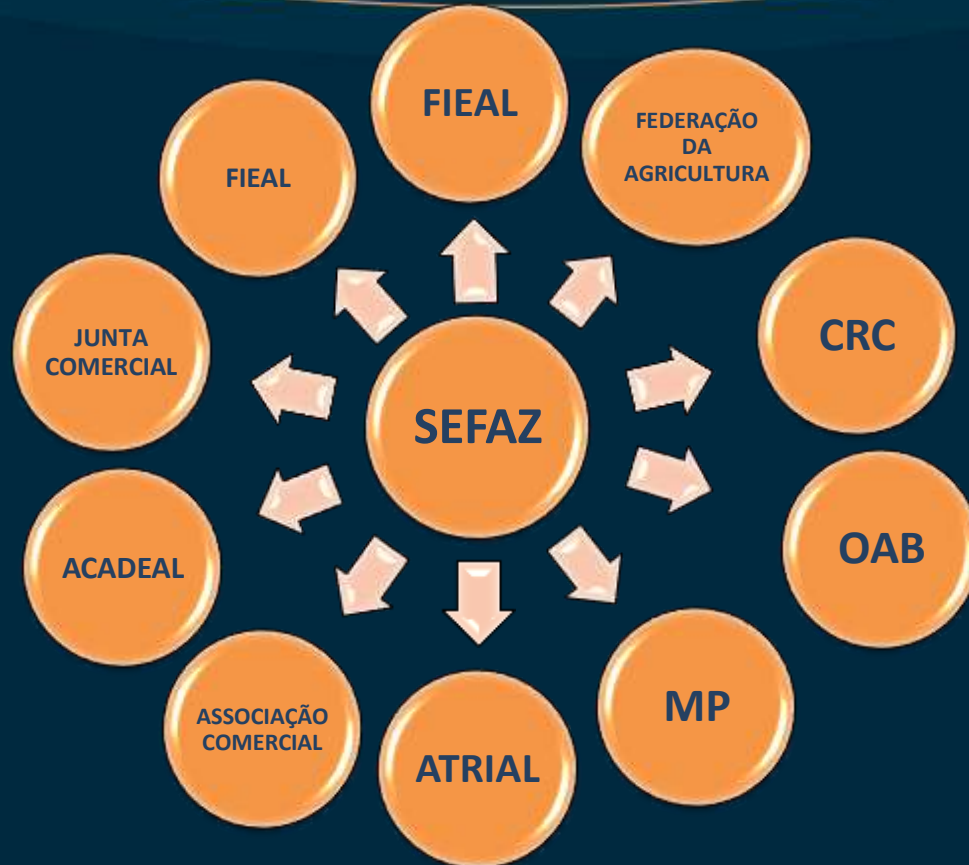 FIEAL
FEDERAÇÃO
DA
AGRICULTURA
FIEAL
CRC
JUNTA
COMERCIAL
SEFAZ
OAB
ACADEAL
MP
ASSOCIAÇÃO
COMERCIAL
ATRIAL